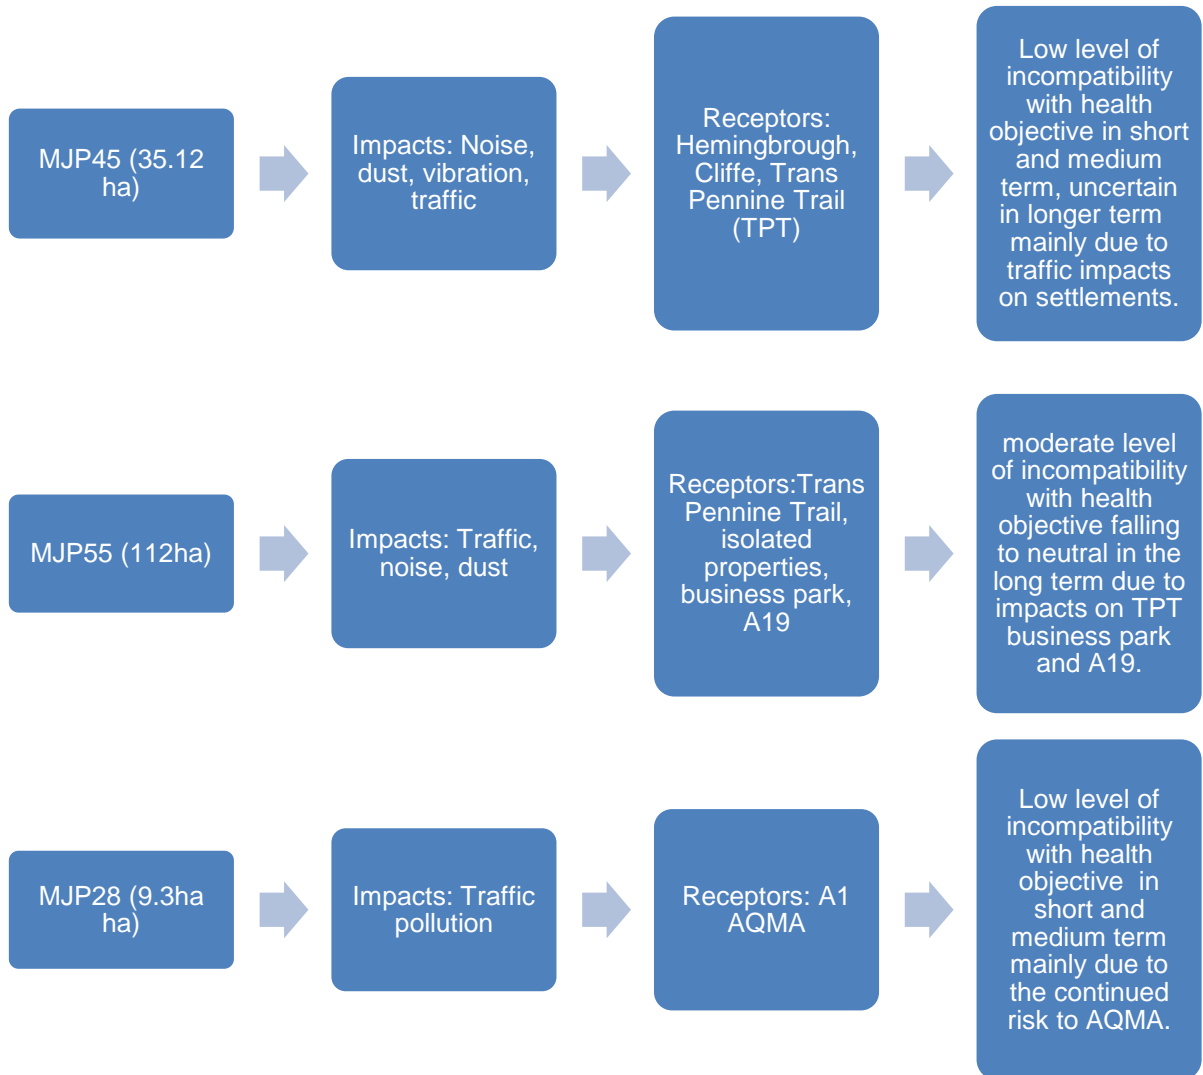 MJP45 (35.12
ha)
Impacts: Noise,
dust, vibration,
traffic
Receptors:
Hemingbrough,
Cliffe, Trans
Pennine Trail
(TPT)
Low level of
incompatibility
with health
objective in short
and medium
term, uncertain
in longer term
mainly due to
traffic impacts
on settlements.
MJP55 (112ha)
Impacts: Traffic,
noise, dust
Receptors:Trans
Pennine Trail,
isolated
properties,
business park,
A19
moderate level
of incompatibility
with health
objective falling
to neutral in the
long term due to
impacts on TPT
business park
and A19.
MJP28 (9.3ha
ha)
Impacts: Traffic
pollution
Receptors: A1
AQMA
Low level of
incompatibility
with health
objective in
short and
medium term
mainly due to
the continued
risk to AQMA.